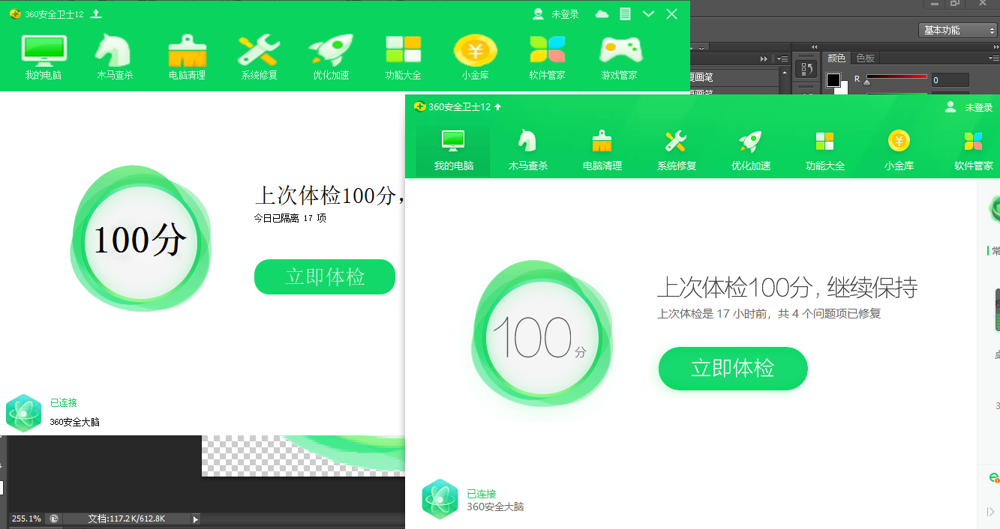 360安全卫士12
未登录
我的电脑
木马查杀
电脑清理
系统修复
优化加速
功能大全
小金库
软件管家
游戏管家
100分
上次体检100分,
今日已隔离 17 项
立即体检
已连接
360安全大脑
基本功能
颜色
色板
R
0
复画笔
360安全卫士12
未登录
我的电脑
木马查杀
电脑清理
系统修复
优化加速
功能大全
小金库
软件管家
常
100分
上次体检100分, 继续保持
上次体检是 17 小时前，共 4 个问题项已修复
立即体检
已连接
360安全大脑
255.1%
文档:117.2K/612.8K